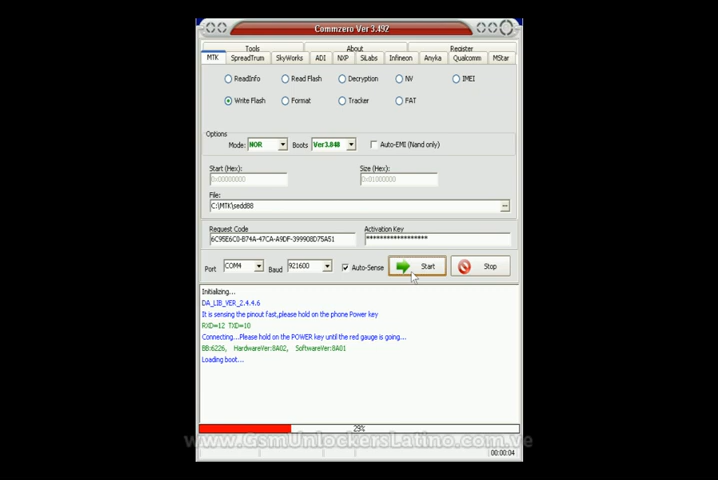 Commzero Ver 3.492
Tools About Register
MTK SpreadTrum SkyWorks ADI NXP SiLabs Infineon Anyka Qualcomm MStar
ReadInfo Read Flash Decryption NV IMEI
Write Flash Format Tracker FAT
Options
Mode: NOR Boots Ver3.848 Auto-EMI (Nand only)
Start (Hex): Size (Hex):
0x00000000 0x01000000
File:
C:\MTK\sedd88 ...
Request Code Activation Key
6C95E6C0-874A-47CA-A9DF-399908D75A51 ******************
Port COM4 Baud 921600 Auto-Sense Start Stop
Initializing...
DA_LIB_VER_2.4.4.6
It is sensing the pinout fast,please hold on the phone Power key
RXD=12 TXD=10
Connecting...Please hold on the POWER key until the red gauge is going...
BB:6226, HardwareVer:8A02, SoftwareVer:8A01
Loading boot...
29%
www.GsmUnlockersLatino.com.ve
00:00:04